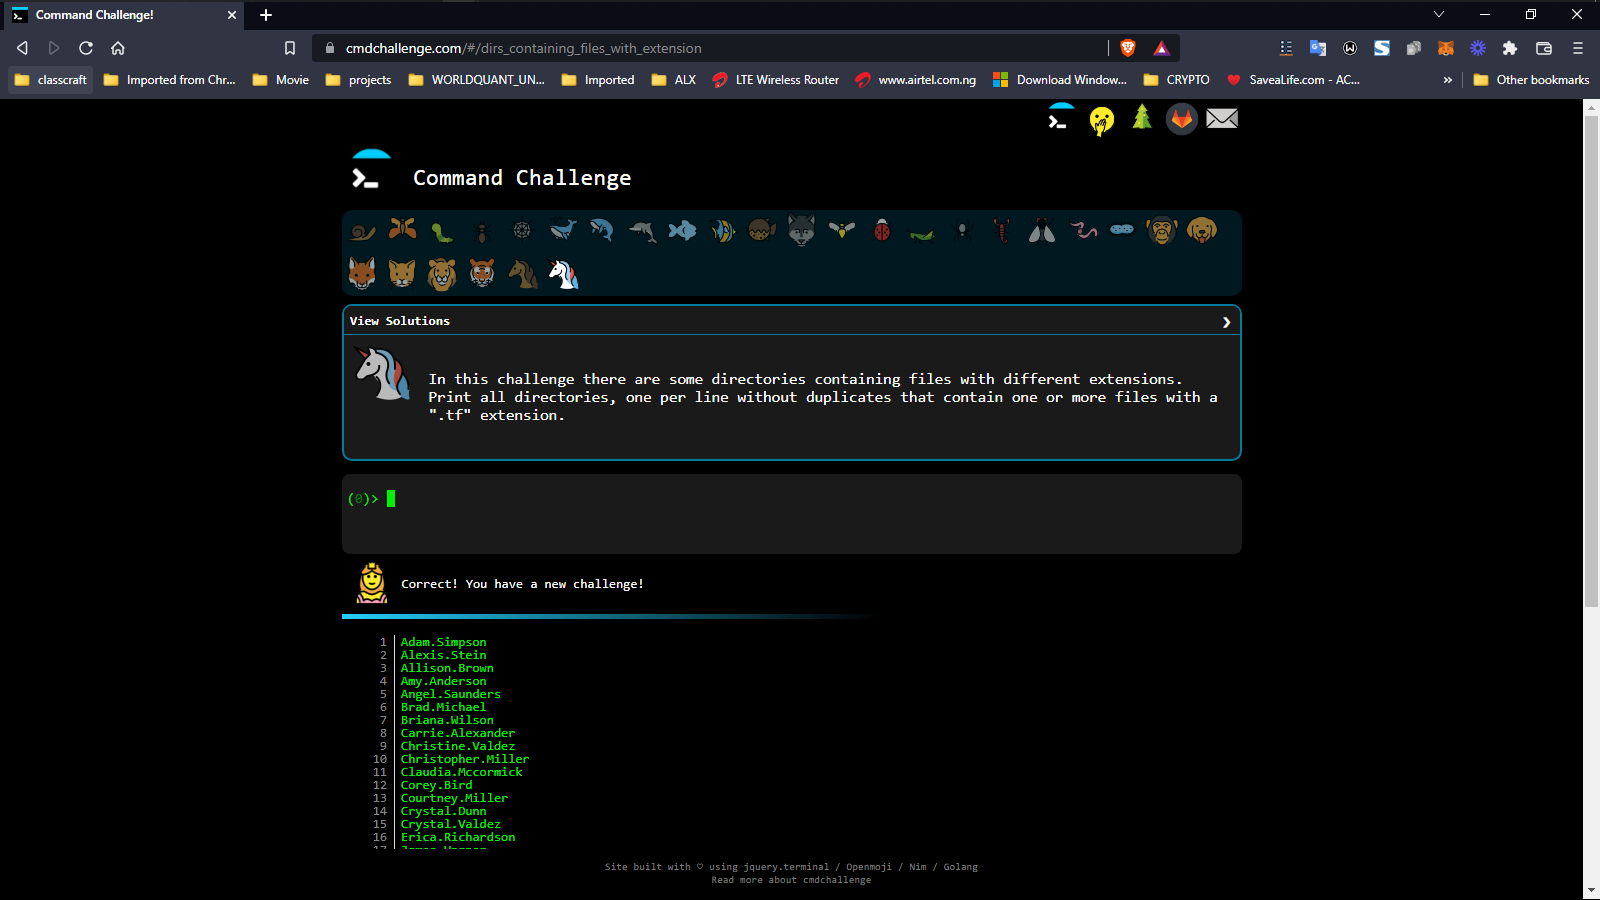 Command Challenge!
cmdchallenge.com/#/dirs_containing_files_with_extension
classcraft
Imported from Chr...
Movie
projects
WORLDQUANT_UN...
Imported
ALX
LTE Wireless Router
www.airtel.com.ng
Download Window...
CRYPTO
SaveaLife.com - AC...
»
Other bookmarks
Command Challenge
View Solutions
In this challenge there are some directories containing files with different extensions.
Print all directories, one per line without duplicates that contain one or more files with a
".tf" extension.
(0)>
Correct! You have a new challenge!
1 Adam.Simpson
2 Alexis.Stein
3 Allison.Brown
4 Amy.Anderson
5 Angel.Saunders
6 Brad.Michael
7 Briana.Wilson
8 Carrie.Alexander
9 Christine.Valdez
10 Christopher.Miller
11 Claudia.Mccormick
12 Corey.Bird
13 Courtney.Miller
14 Crystal.Dunn
15 Crystal.Valdez
16 Erica.Richardson
17
Site built with ♡ using jquery.terminal / Openmoji / Nim / Golang
Read more about cmdchallenge